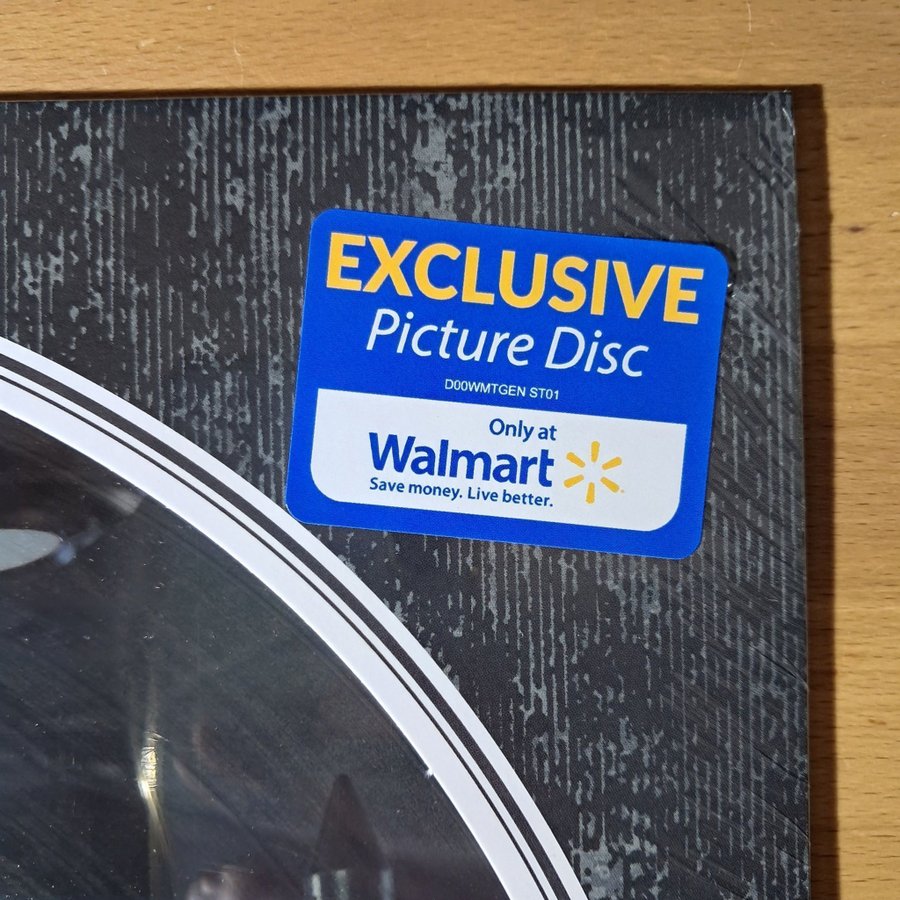 EXCLUSIVE
Picture Disc
D00WMTGEN ST01
Only at
Walmart
Save money. Live better.